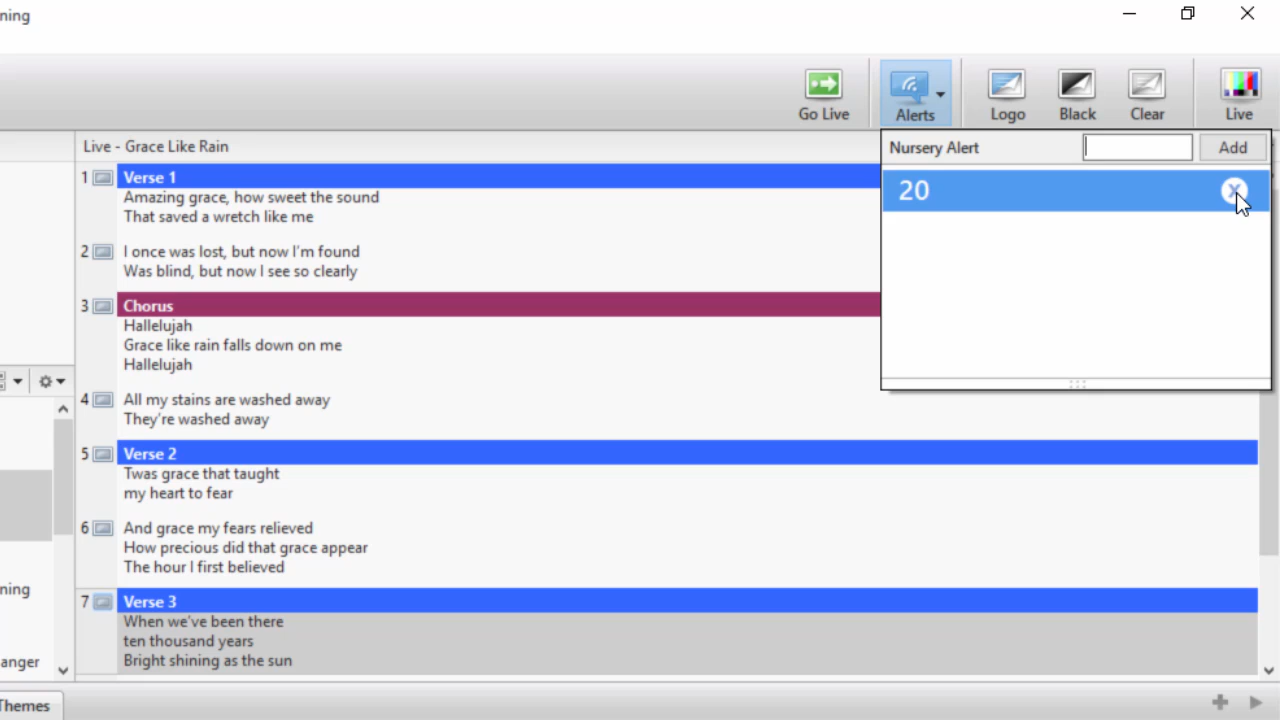 ning
Go Live
Alerts
Logo
Black
Clear
Live
Live - Grace Like Rain
Nursery Alert
Add
20
1
Verse 1
Amazing grace, how sweet the sound
That saved a wretch like me
2
I once was lost, but now I'm found
Was blind, but now I see so clearly
3
Chorus
Hallelujah
Grace like rain falls down on me
Hallelujah
4
All my stains are washed away
They're washed away
5
Verse 2
Twas grace that taught
my heart to fear
6
And grace my fears relieved
How precious did that grace appear
The hour I first believed
7
Verse 3
When we've been there
ten thousand years
Bright shining as the sun
ning
anger
Themes